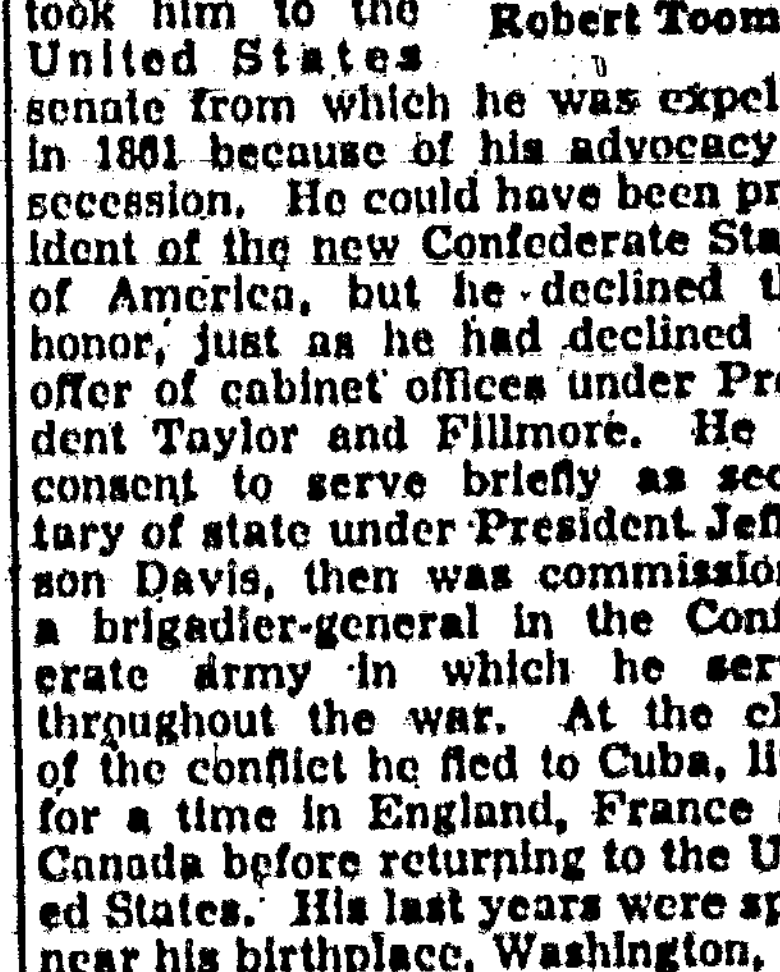 took him to the
Robert Toom
United States
senate from which he was expel
in 1861 because of his advocacy
secession. He could have been pr
ident of the new Confederate Sta
of America, but he declined t
honor, just as he had declined
offer of cabinet offices under Pre
dent Taylor and Fillmore. He
consent to serve briefly as sec
tary of state under President Jeff
son Davis, then was commission
a brigadier-general in the Conf
erate army in which he ser
throughout the war. At the cl
of the conflict he fled to Cuba, li
for a time in England, France
Canada before returning to the U
ed States. His last years were sp
near his birthplace, Washington,